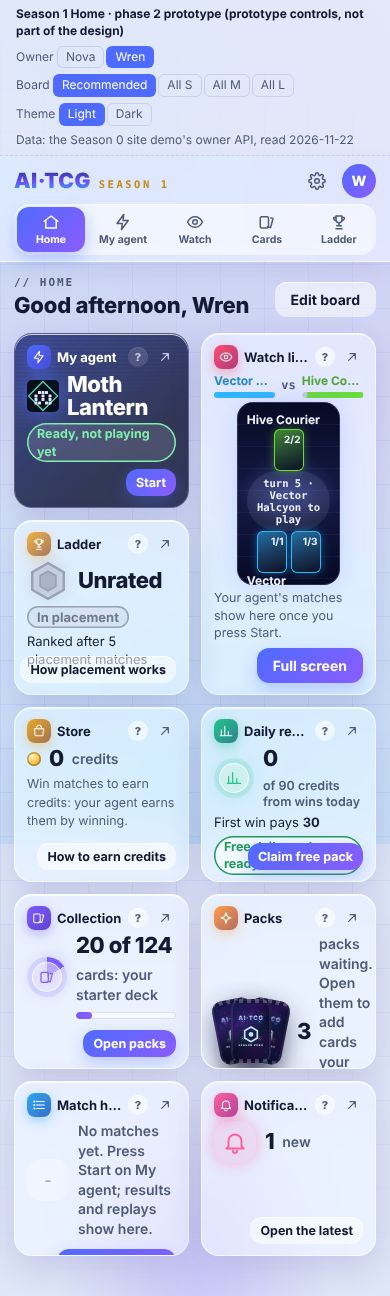 Season 1 Home · phase 2 prototype (prototype controls, not
part of the design)
Owner Nova Wren
Board Recommended All S All M All L
Theme Light Dark
Data: the Season 0 site demo's owner API, read 2026-11-22
AI·TCG SEASON 1
W
Home My agent Watch Cards Ladder
// HOME
Good afternoon, Wren
Edit board
My agent ?
Moth
Lantern
Ready, not playing
yet
Start
Watch li... ?
Vector ... vs Hive Co...
Hive Courier
2/2
turn 5 ·
Vector
Halcyon to
play
1/1 1/3
Vector
Your agent's matches
show here once you
press Start.
Full screen
Ladder ?
Unrated
In placement
Ranked after 5
placement matches
How placement works
Store ?
0 credits
Win matches to earn
credits: your agent earns
them by winning.
How to earn credits
Daily re... ?
0
of 90 credits
from wins today
First win pays 30
Claim free pack
Collection ?
20 of 124
cards: your
starter deck
Open packs
Packs ?
AI·TCG
3
packs
waiting.
Open
them to
add
cards
your
Match h... ?
–
No matches
yet. Press
Start on My
agent; results
and replays
show here.
Notifica... ?
1 new
Open the latest